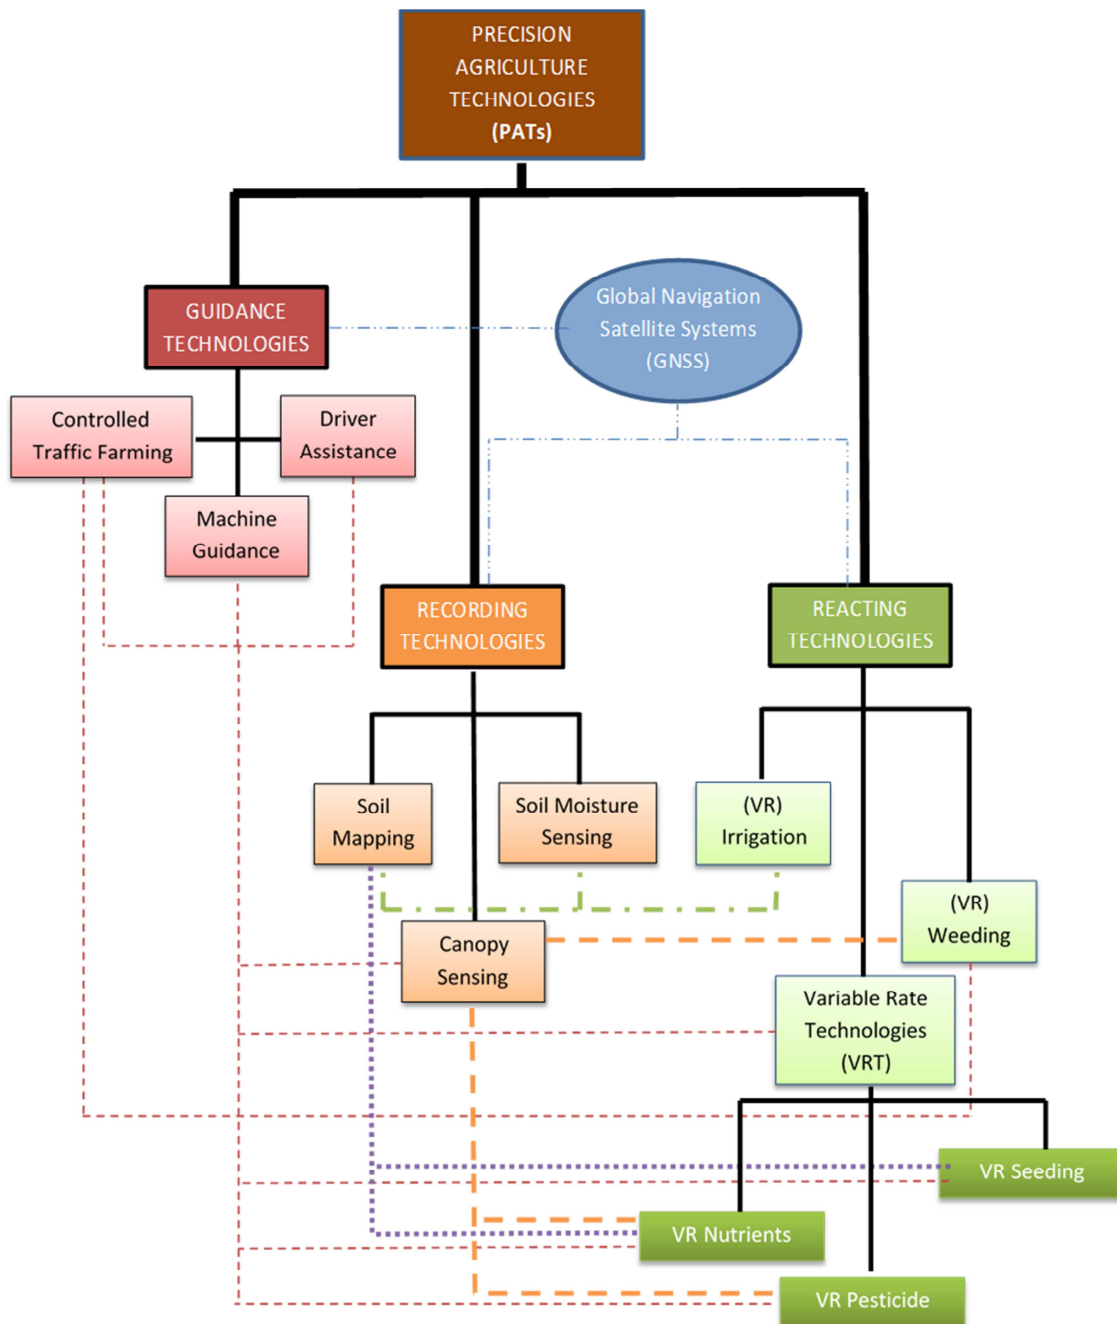 PRECISION
AGRICULTURE
TECHNOLOGIES
(PATs)
GUIDANCE
TECHNOLOGIES
Global Navigation
Satellite Systems
(GNSS)
Controlled
Traffic Farming
Driver
Assistance
Machine
Guidance
RECORDING
TECHNOLOGIES
REACTING
TECHNOLOGIES
Soil
Mapping
Soil Moisture
Sensing
(VR)
Irrigation
(VR)
Weeding
Canopy
Sensing
Variable Rate
Technologies
(VRT)
VR Seeding
VR Nutrients
VR Pesticide